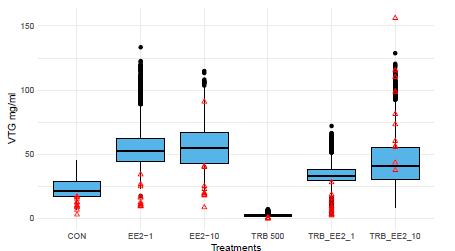 VTG mg/ml
150
100
50
0
CON EE2−1 EE2−10 TRB 500 TRB_EE2_1 TRB_EE2_10
Treatments